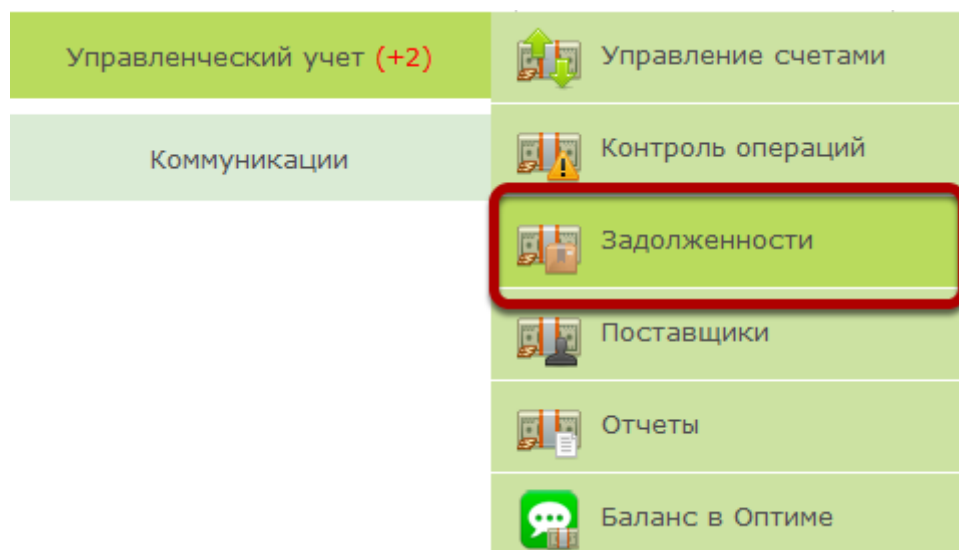 Управленческий учет (+2)
Коммуникации
Управление счетами
Контроль операций
Задолженности
Поставщики
Отчеты
Баланс в Оптиме